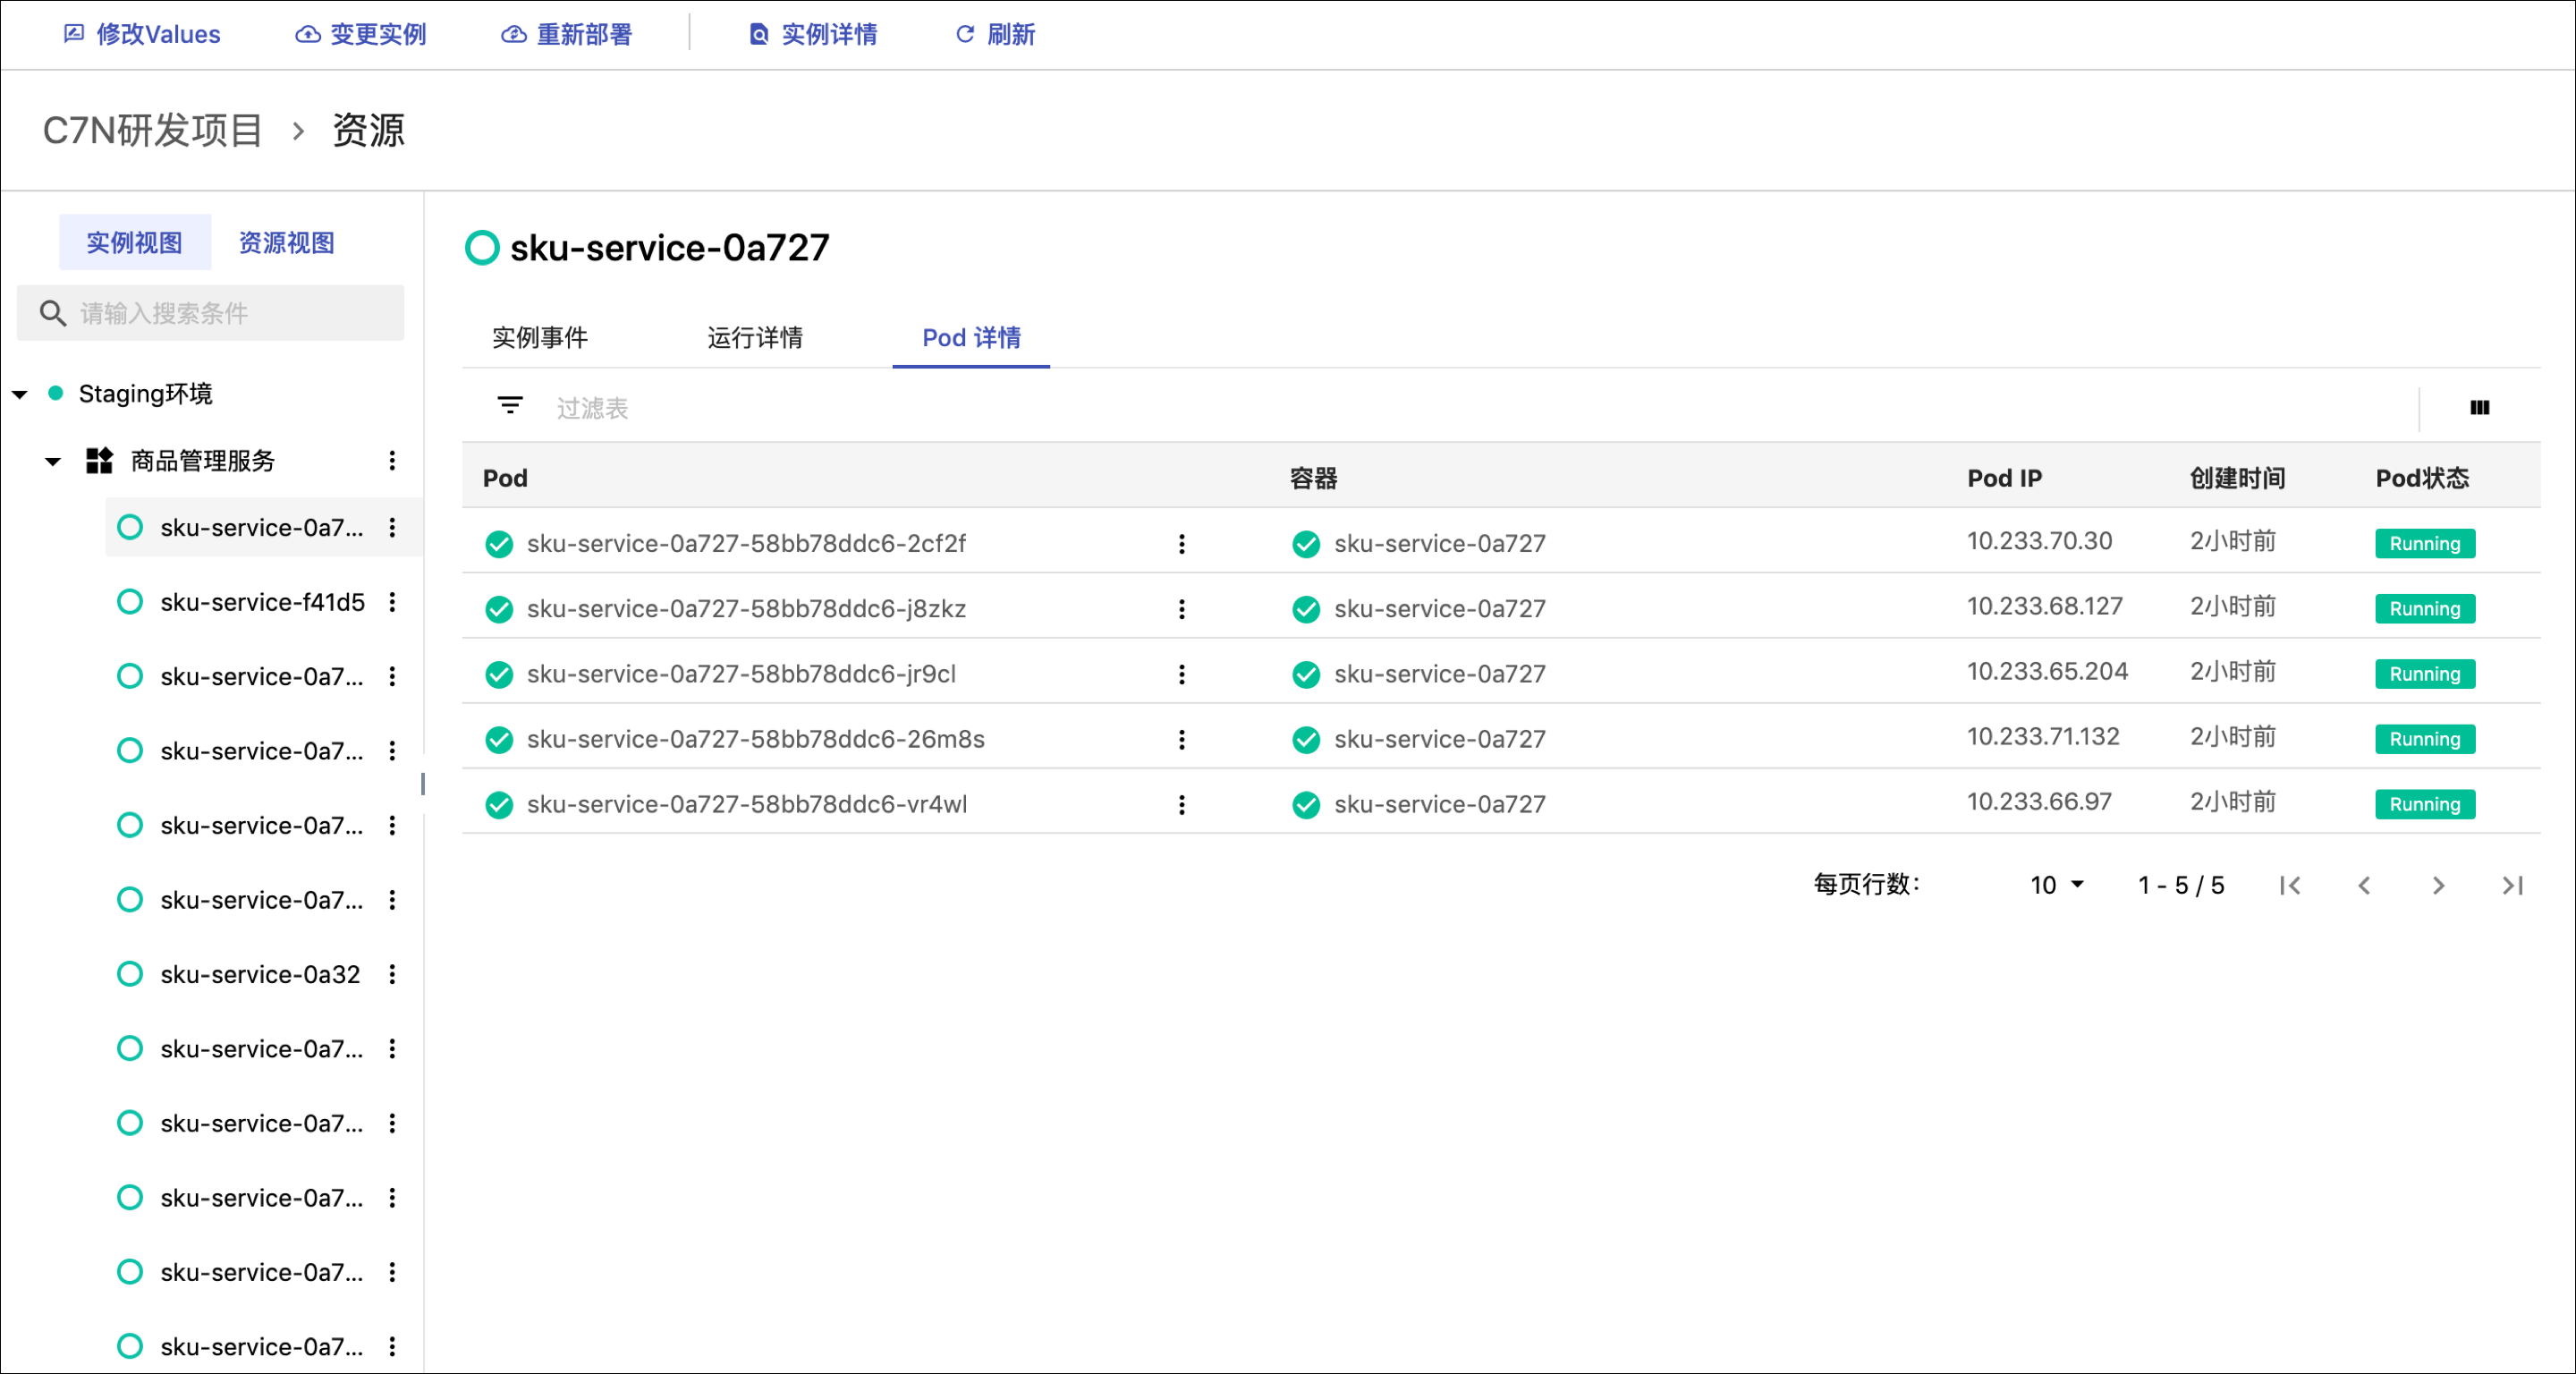 修改Values 变更实例 重新部署 实例详情 刷新
C7N研发项目 > 资源
实例视图 资源视图
请输入搜索条件
Staging环境
商品管理服务
sku-service-0a7...
sku-service-f41d5
sku-service-0a7...
sku-service-0a7...
sku-service-0a7...
sku-service-0a7...
sku-service-0a32
sku-service-0a7...
sku-service-0a7...
sku-service-0a7...
sku-service-0a7...
sku-service-0a7...
sku-service-0a727
实例事件 运行详情 Pod 详情
过滤表
Pod 容器 Pod IP 创建时间 Pod状态
sku-service-0a727-58bb78ddc6-2cf2f sku-service-0a727 10.233.70.30 2小时前 Running
sku-service-0a727-58bb78ddc6-j8zkz sku-service-0a727 10.233.68.127 2小时前 Running
sku-service-0a727-58bb78ddc6-jr9cl sku-service-0a727 10.233.65.204 2小时前 Running
sku-service-0a727-58bb78ddc6-26m8s sku-service-0a727 10.233.71.132 2小时前 Running
sku-service-0a727-58bb78ddc6-vr4wl sku-service-0a727 10.233.66.97 2小时前 Running
每页行数： 10 1 - 5 / 5